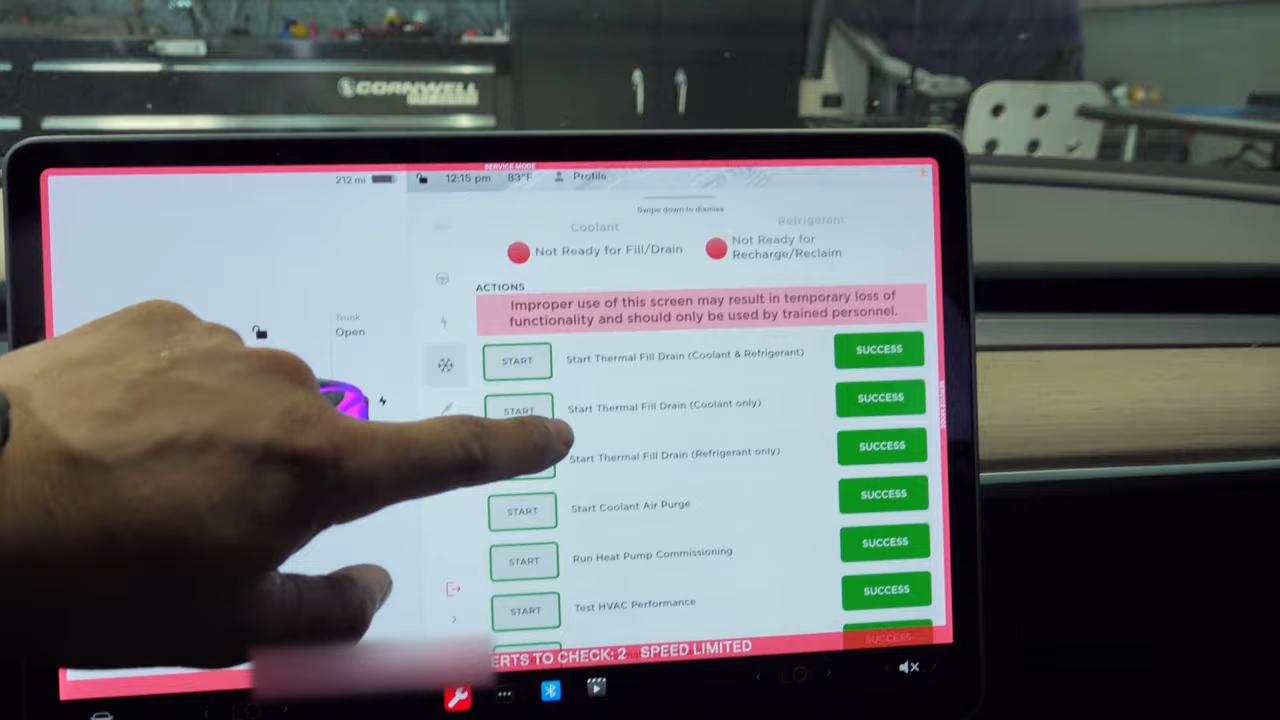 CORNWELL
SERVICE MODE
212 mi
12:15 pm 83°F Profile
Swipe down to dismiss
Coolant
Refrigerant
Not Ready for Fill/Drain
Not Ready for
Recharge/Reclaim
Trunk
Open
ACTIONS
Improper use of this screen may result in temporary loss of
functionality and should only be used by trained personnel.
START Start Thermal Fill Drain (Coolant & Refrigerant) SUCCESS
START Start Thermal Fill Drain (Coolant only) SUCCESS
Start Thermal Fill Drain (Refrigerant only) SUCCESS
START Start Coolant Air Purge SUCCESS
START Run Heat Pump Commissioning SUCCESS
START Test HVAC Performance SUCCESS
SUCCESS
ERTS TO CHECK: 2 SPEED LIMITED
LO
LO